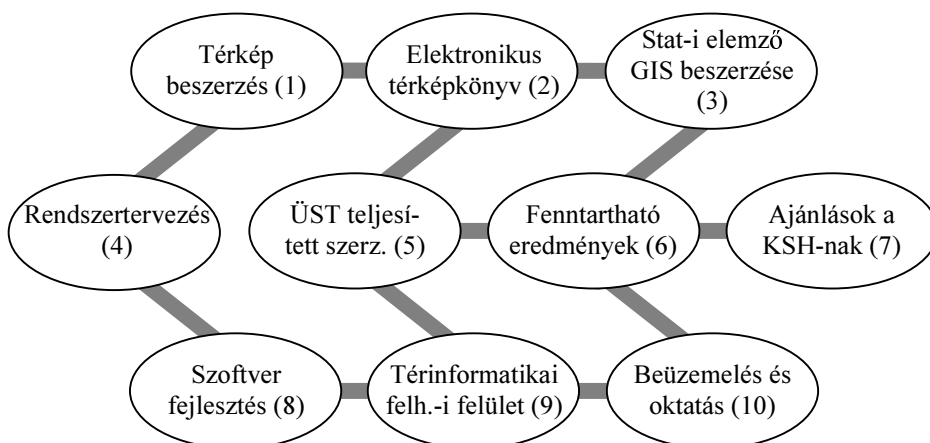 Térkép
beszerzés (1)
Elektronikus
térképkönyv (2)
Stat-i elemző
GIS beszerzése
(3)
Rendszertervezés
(4)
ÜST teljesí-
tett szerz. (5)
Fenntartható
eredmények (6)
Ajánlások a
KSH-nak (7)
Szoftver
fejlesztés (8)
Térinformatikai
felh.-i felület (9)
Beüzemelés és
oktatás (10)